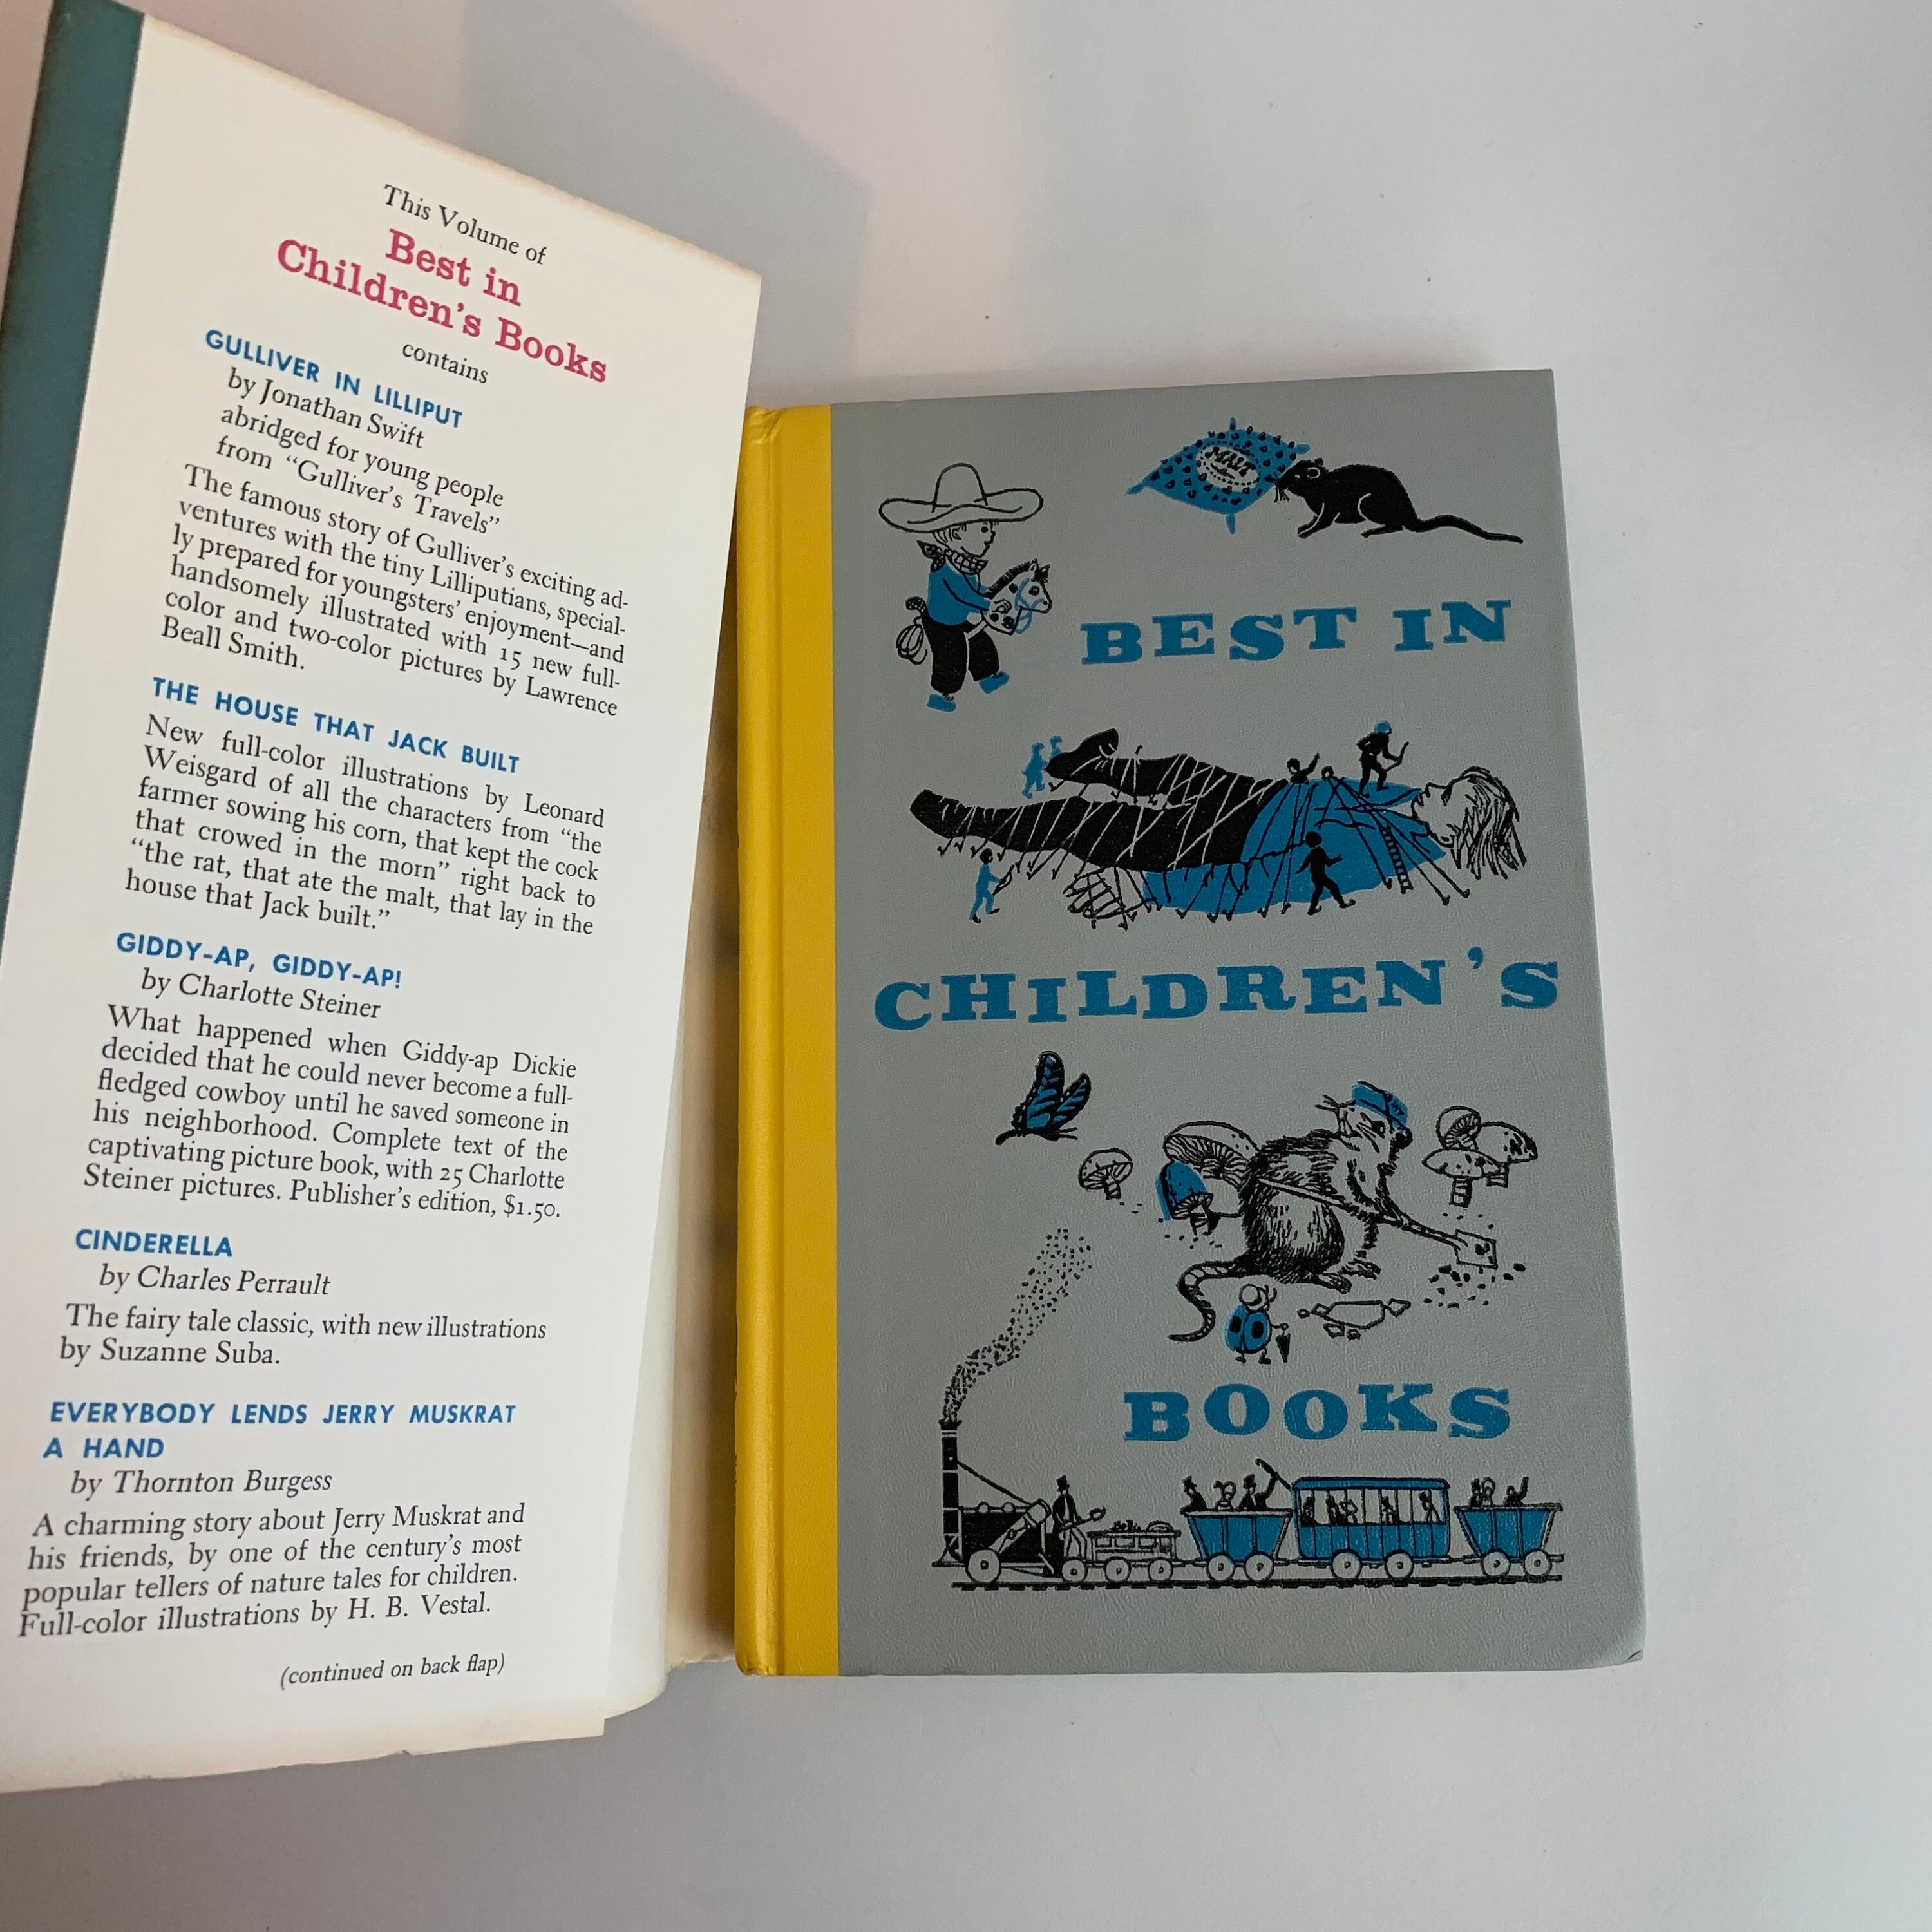 This Volume of
Best in
Children's Books
contains
GULLIVER IN LILLIPUT
by Jonathan Swift
abridged for young people
from “Gulliver's Travels”
The famous story of Gulliver's exciting ad-
ventures with the tiny Lilliputians, special-
ly prepared for youngsters' enjoyment—and
handsomely illustrated with 15 new full-
color and two-color pictures by Lawrence
Beall Smith.
THE HOUSE THAT JACK BUILT
New full-color illustrations by Leonard
Weisgard of all the characters from “the
farmer sowing his corn, that kept the cock
that crowed in the morn” right back to
“the rat, that ate the malt, that lay in the
house that Jack built.”
GIDDY-AP, GIDDY-AP!
by Charlotte Steiner
What happened when Giddy-ap Dickie
decided that he could never become a full-
fledged cowboy until he saved someone in
his neighborhood. Complete text of the
captivating picture book, with 25 Charlotte
Steiner pictures. Publisher's edition, $1.50.
CINDERELLA
by Charles Perrault
The fairy tale classic, with new illustrations
by Suzanne Suba.
EVERYBODY LENDS JERRY MUSKRAT
A HAND
by Thornton Burgess
A charming story about Jerry Muskrat and
his friends, by one of the century's most
popular tellers of nature tales for children.
Full-color illustrations by H. B. Vestal.
(continued on back flap)
MALT
BEST IN
CHILDREN'S
BOOKS